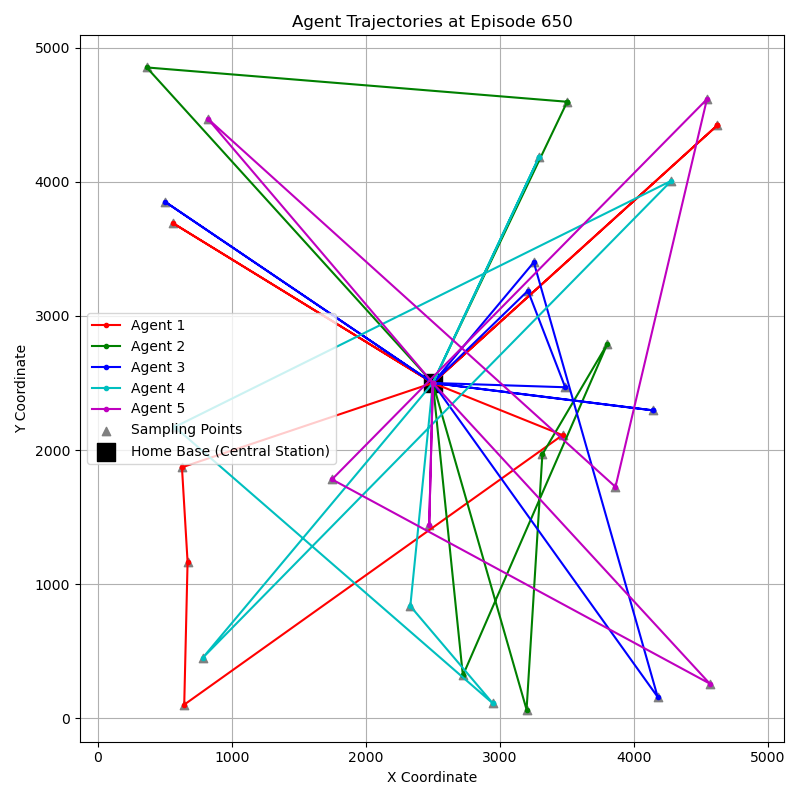 Agent Trajectories at Episode 650
Y Coordinate
5000
4000
3000
2000
1000
0
Agent 1
Agent 2
Agent 3
Agent 4
Agent 5
Sampling Points
Home Base (Central Station)
0 1000 2000 3000 4000 5000
X Coordinate